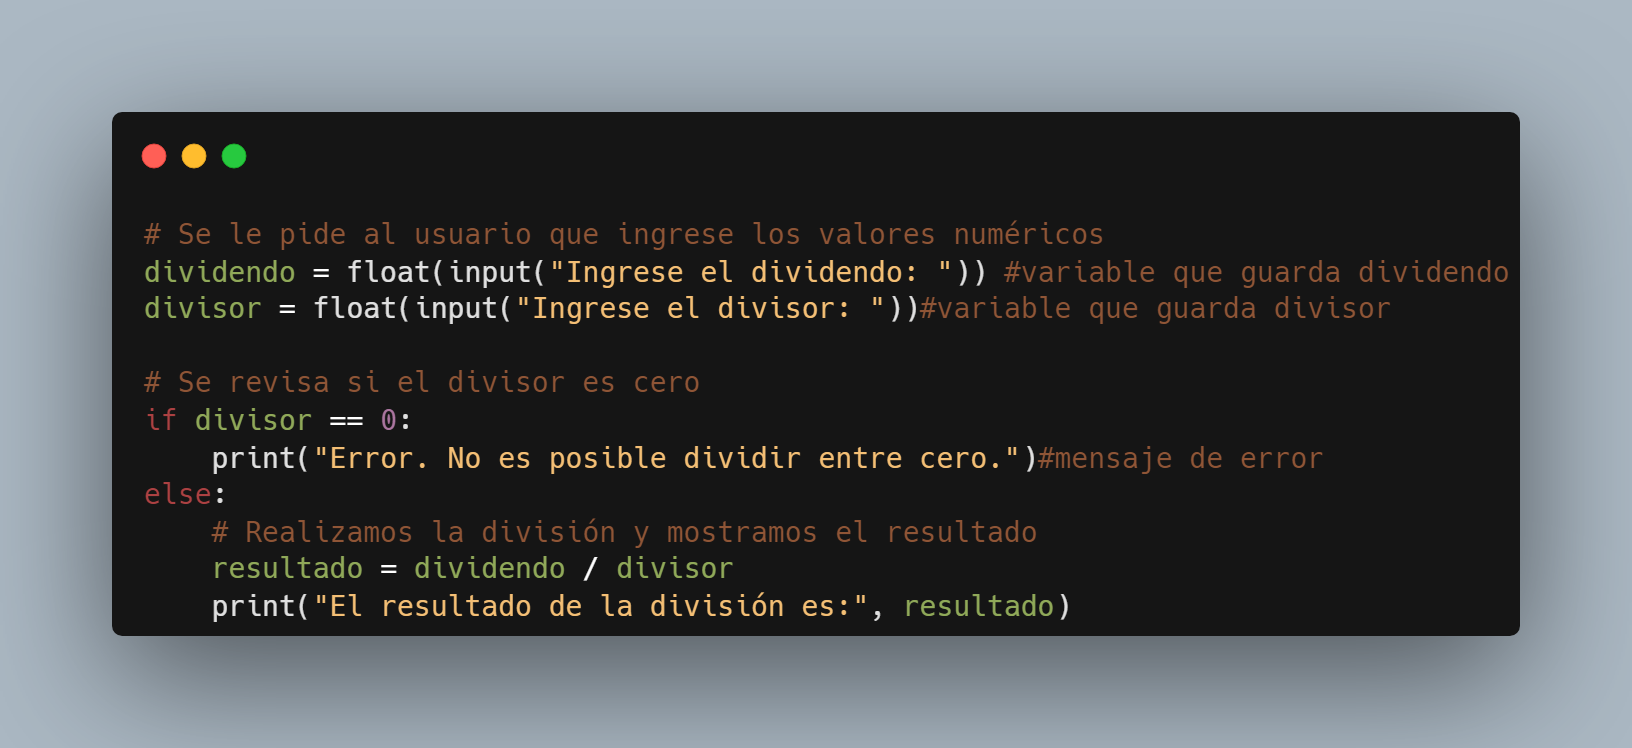 # Se le pide al usuario que ingrese los valores numéricos
dividendo = float(input("Ingrese el dividendo: ")) #variable que guarda dividendo
divisor = float(input("Ingrese el divisor: "))#variable que guarda divisor

# Se revisa si el divisor es cero
if divisor == 0:
    print("Error. No es posible dividir entre cero.")#mensaje de error
else:
    # Realizamos la división y mostramos el resultado
    resultado = dividendo / divisor
    print("El resultado de la división es:", resultado)